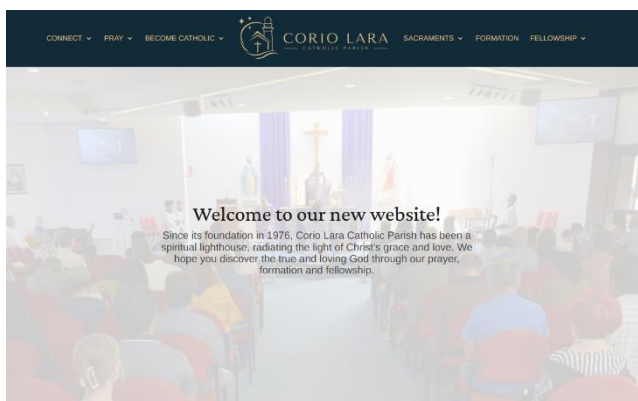 CONNECT PRAY BECOME CATHOLIC CORIO LARA SACRAMENTS FORMATION FELLOWSHIP
CATHOLIC PARISH
Welcome to our new website!
Since its foundation in 1976, Corio Lara Catholic Parish has been a
spiritual lighthouse, radiating the light of Christ's grace and love. We
hope you discover the true and loving God through our prayer,
formation and fellowship.